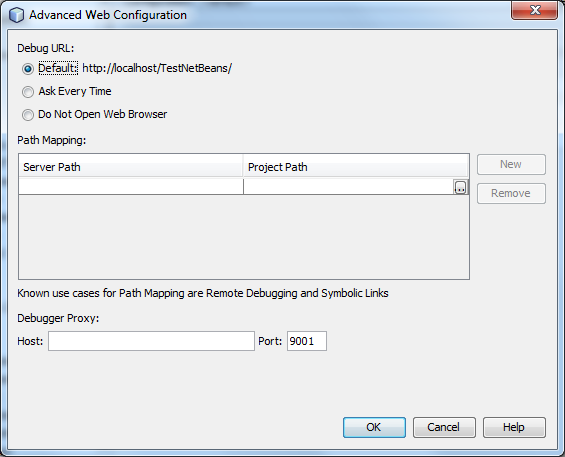 Advanced Web Configuration
Debug URL:
Default: http://localhost/TestNetBeans/
Ask Every Time
Do Not Open Web Browser
Path Mapping:
Server Path Project Path New
...
Remove
Known use cases for Path Mapping are Remote Debugging and Symbolic Links
Debugger Proxy:
Host: Port: 9001
OK Cancel Help